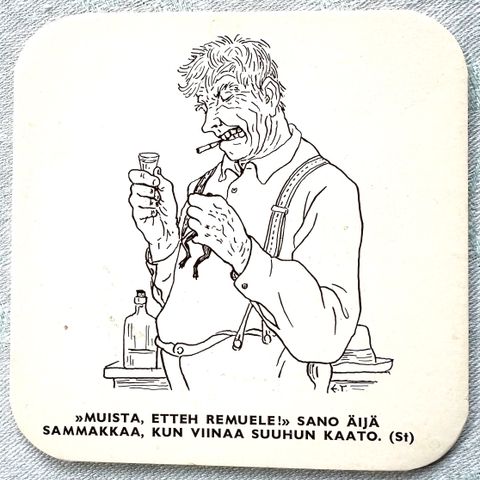 E.T.
»MUISTA, ETTEH REMUELE!» SANO ÄIJÄ
SAMMAKKAA, KUN VIINAA SUUHUN KAATO. (St)